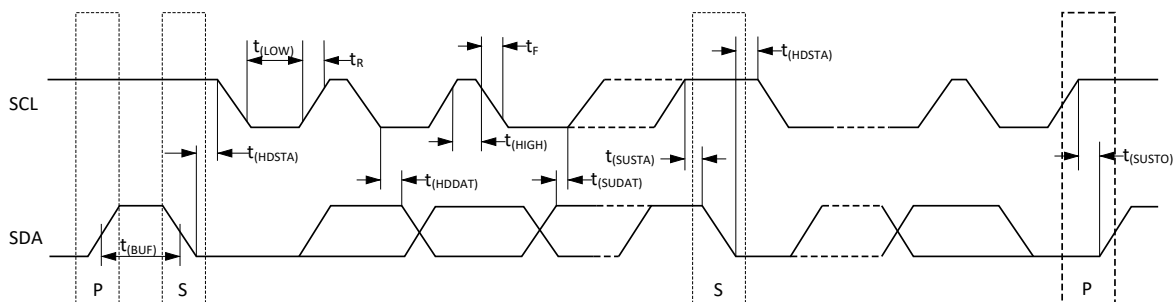 t(LOW)
tR
tF
t(HDSTA)
SCL
t(HDSTA)
t(HIGH)
t(SUSTA)
t(SUSTO)
t(HDDAT)
t(SUDAT)
SDA
t(BUF)
P
S
S
P